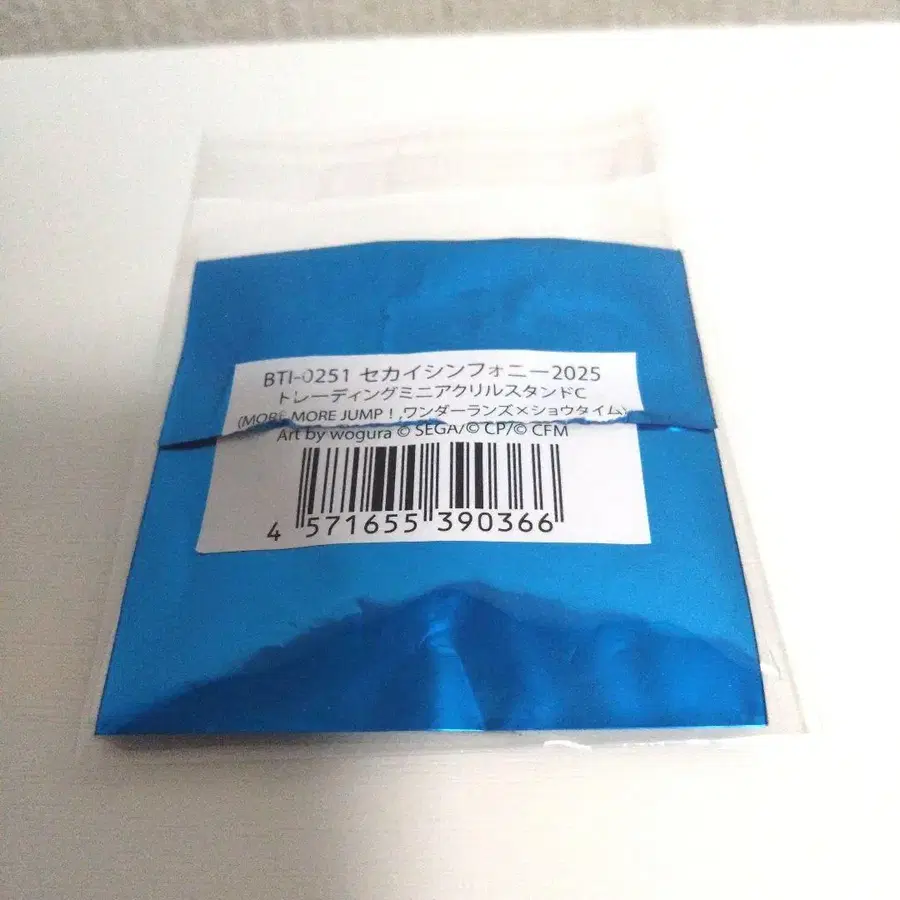 BTI-0251 セカイシンフォニー2025
トレーディングミニアクリルスタンドC
(MORE MORE JUMP！,ワンダーランズ×ショウタイム)
Art by wogura © SEGA/© CP/© CFM
4 571655 390366